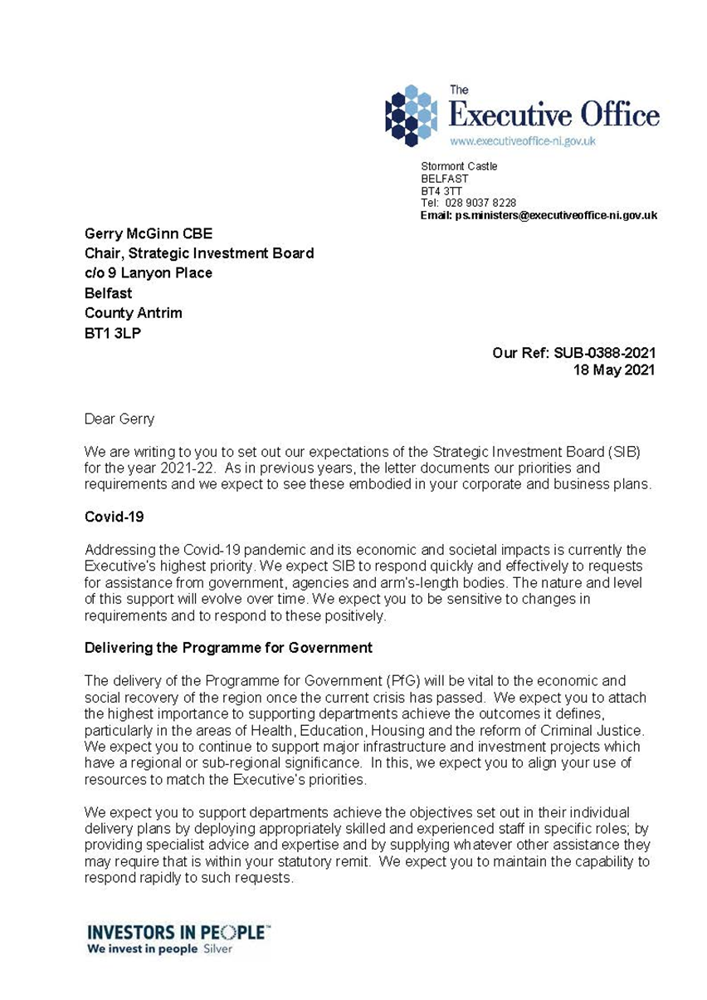 The
Executive Office
www.executiveoffice-ni.gov.uk
Stormont Castle
BELFAST
BT4 3TT
Tel:  028 9037 8228
Email: ps.ministers@executiveoffice-ni.gov.uk
Gerry McGinn CBE
Chair, Strategic Investment Board
c/o 9 Lanyon Place
Belfast
County Antrim
BT1 3LP
Our Ref: SUB-0388-2021
18 May 2021
Dear Gerry
We are writing to you to set out our expectations of the Strategic Investment Board (SIB)
for the year 2021-22.  As in previous years, the letter documents our priorities and
requirements and we expect to see these embodied in your corporate and business plans.
Covid-19
Addressing the Covid-19 pandemic and its economic and societal impacts is currently the
Executive's highest priority. We expect SIB to respond quickly and effectively to requests
for assistance from government, agencies and arm's-length bodies. The nature and level
of this support will evolve over time. We expect you to be sensitive to changes in
requirements and to respond to these positively.
Delivering the Programme for Government
The delivery of the Programme for Government (PfG) will be vital to the economic and
social recovery of the region once the current crisis has passed.  We expect you to attach
the highest importance to supporting departments achieve the outcomes it defines,
particularly in the areas of Health, Education, Housing and the reform of Criminal Justice.
We expect you to continue to support major infrastructure and investment projects which
have a regional or sub-regional significance.  In this, we expect you to align your use of
resources to match the Executive's priorities.
We expect you to support departments achieve the objectives set out in their individual
delivery plans by deploying appropriately skilled and experienced staff in specific roles; by
providing specialist advice and expertise and by supplying whatever other assistance they
may require that is within your statutory remit.  We expect you to maintain the capability to
respond rapidly to such requests.
INVESTORS IN PEOPLE™
We invest in people Silver